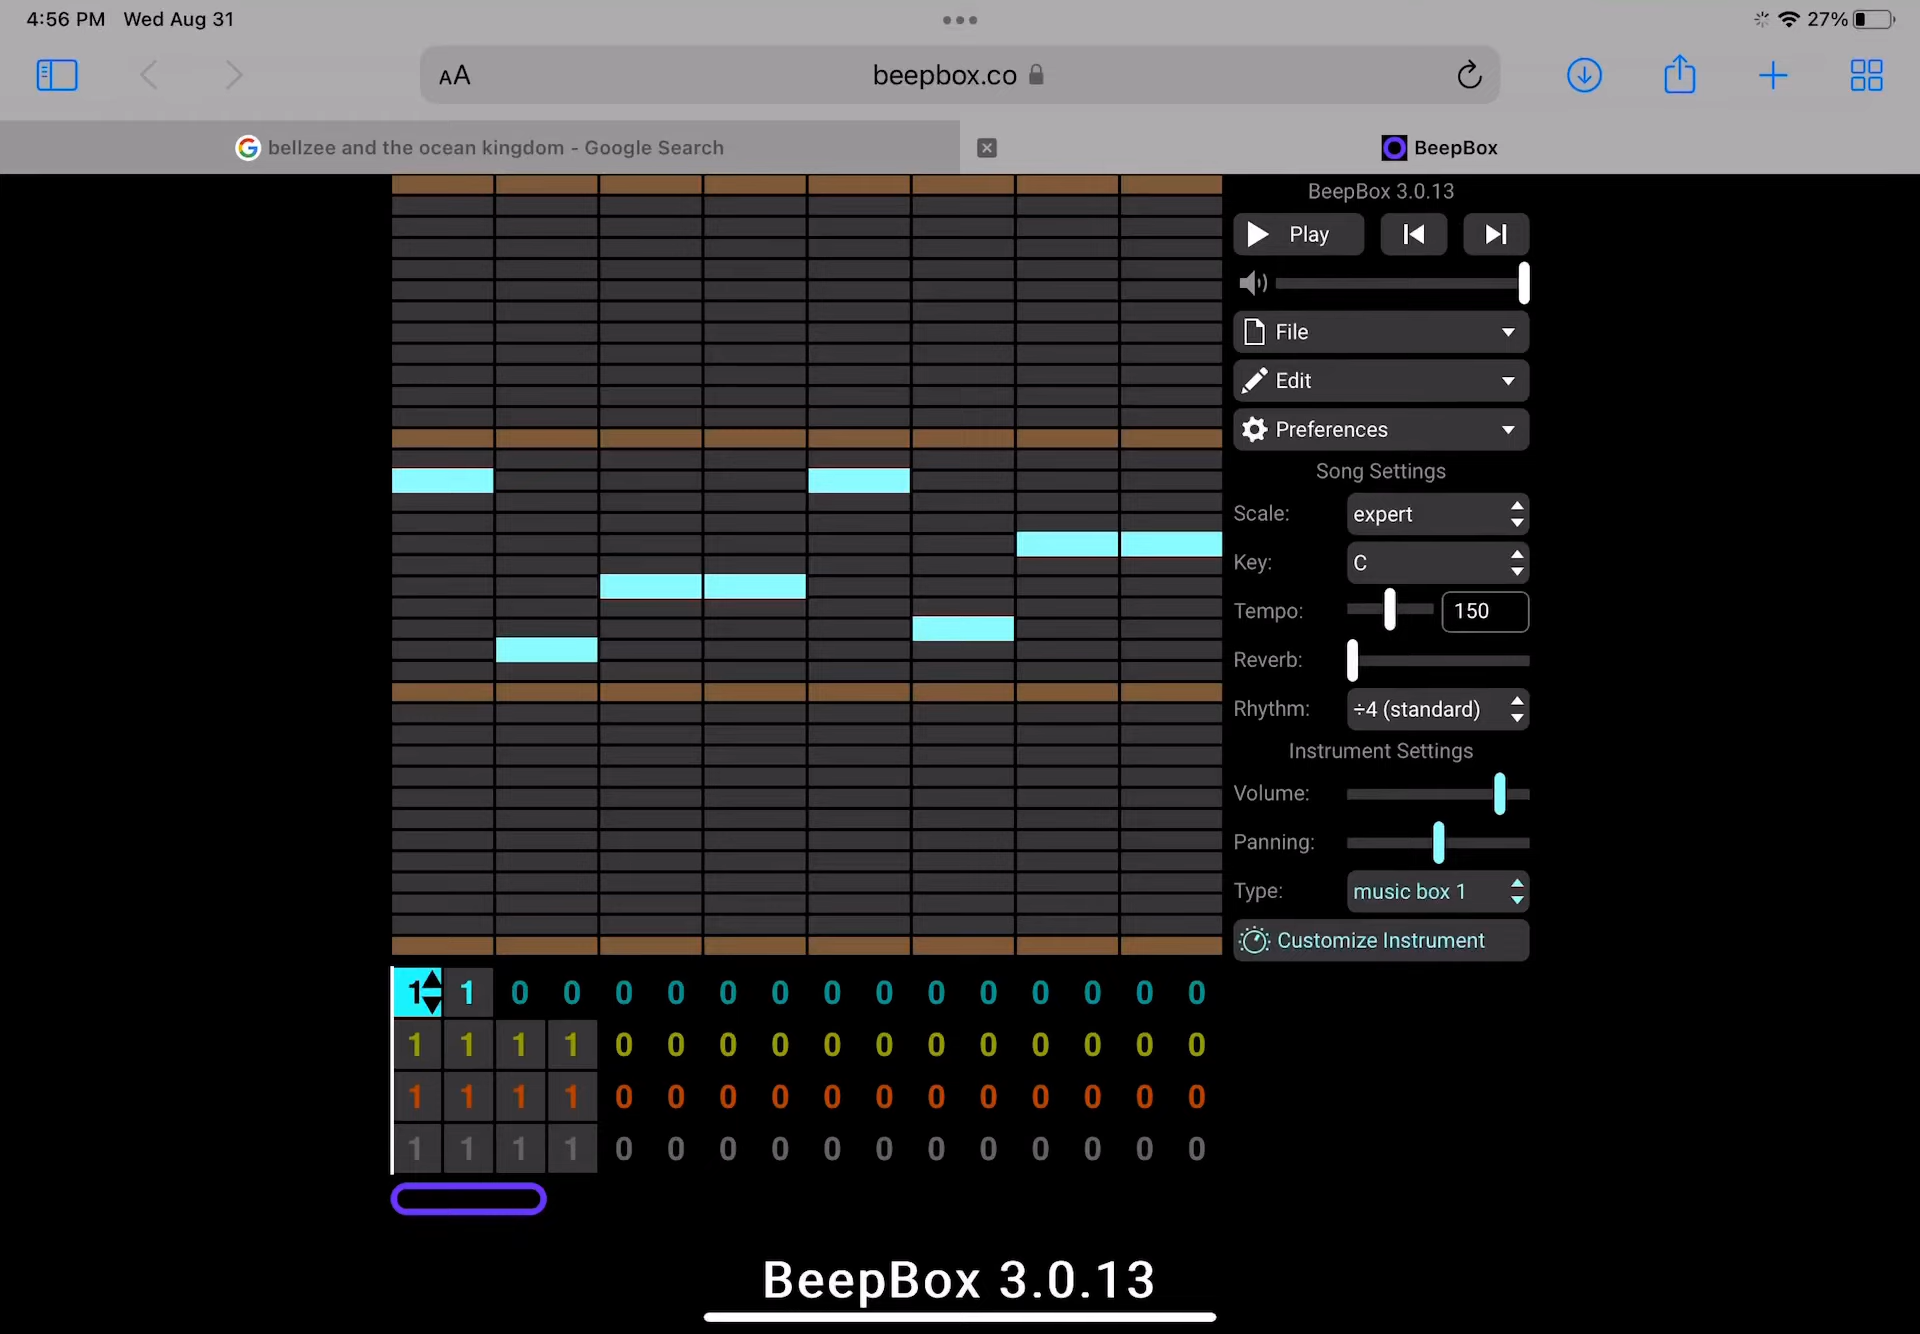 4:56 PM Wed Aug 31
27%
AA
beepbox.co
bellzee and the ocean kingdom - Google Search
BeepBox
BeepBox 3.0.13
Play
File
Edit
Preferences
Song Settings
Scale: expert
Key: C
Tempo: 150
Reverb:
Rhythm: ÷4 (standard)
Instrument Settings
Volume:
Panning:
Type: music box 1
Customize Instrument
1 1 0 0 0 0 0 0 0 0 0 0 0 0 0 0
1 1 1 1 0 0 0 0 0 0 0 0 0 0 0 0
1 1 1 1 0 0 0 0 0 0 0 0 0 0 0 0
1 1 1 1 0 0 0 0 0 0 0 0 0 0 0 0
BeepBox 3.0.13